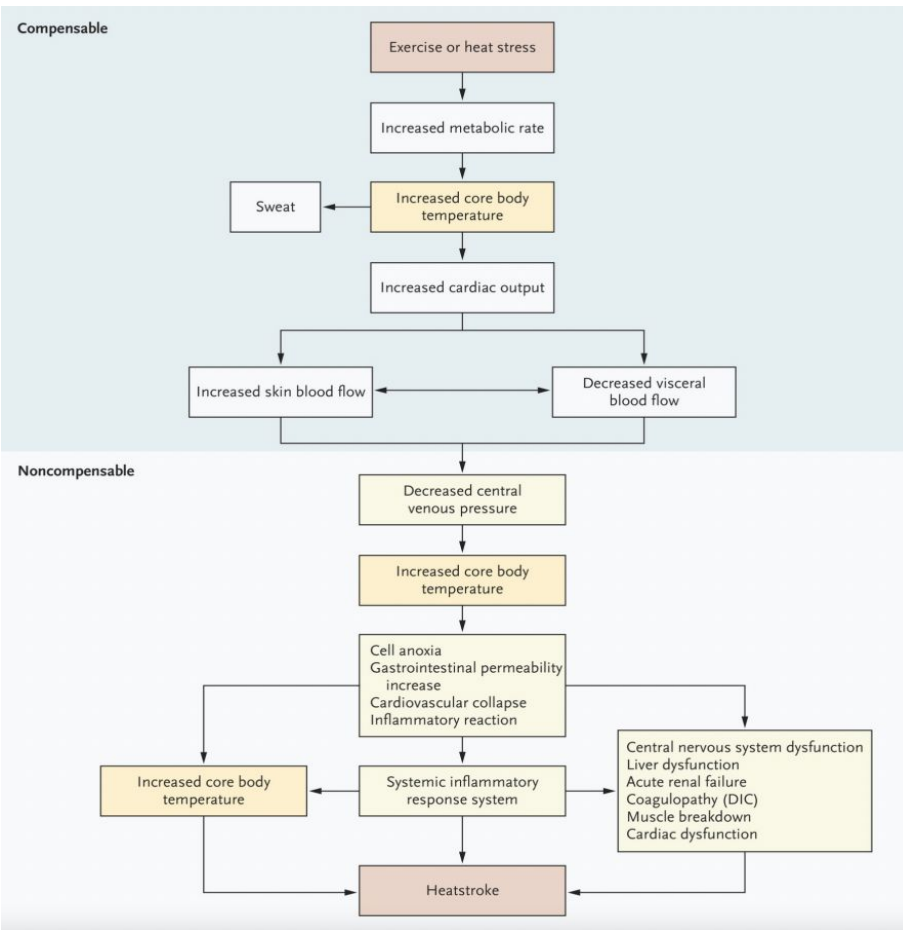 Compensable
Exercise or heat stress
Increased metabolic rate
Sweat
Increased core body
temperature
Increased cardiac output
Increased skin blood flow
Decreased visceral
blood flow
Noncompensable
Decreased central
venous pressure
Increased core body
temperature
Cell anoxia
Gastrointestinal permeability
increase
Cardiovascular collapse
Inflammatory reaction
Increased core body
temperature
Systemic inflammatory
response system
Central nervous system dysfunction
Liver dysfunction
Acute renal failure
Coagulopathy (DIC)
Muscle breakdown
Cardiac dysfunction
Heatstroke